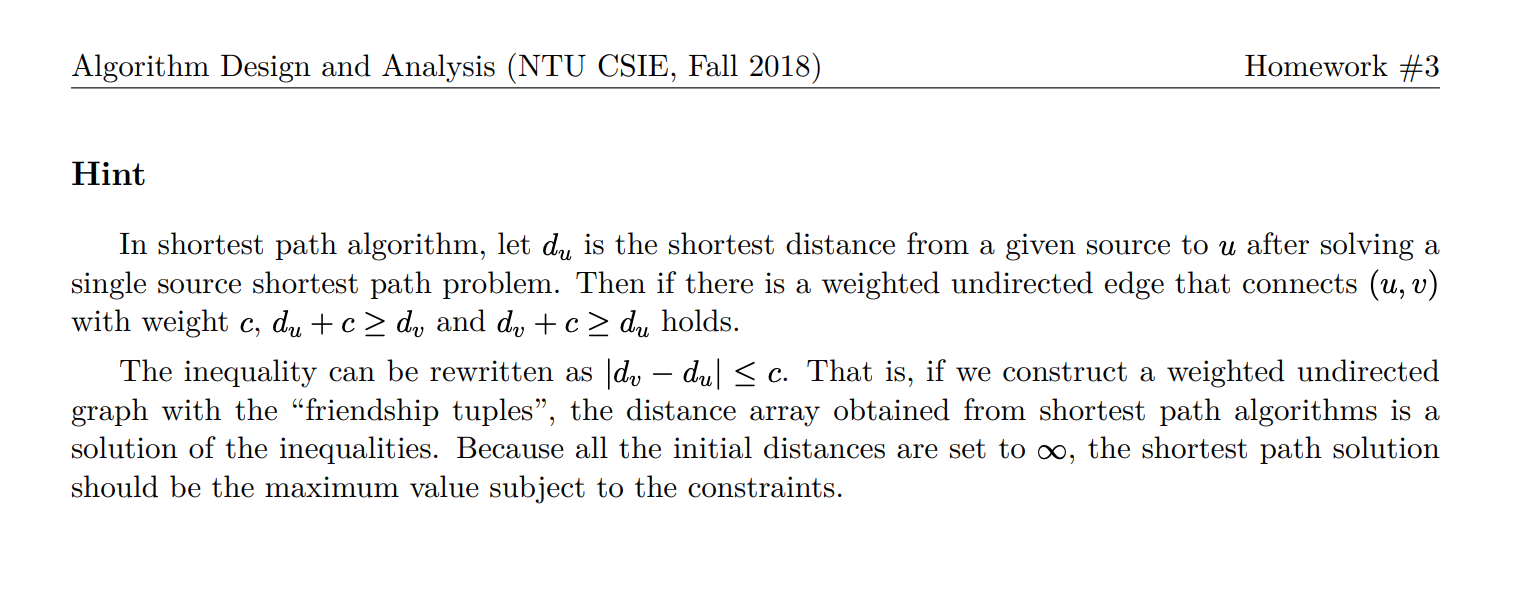 Algorithm Design and Analysis (NTU CSIE, Fall 2018) Homework #3
Hint
In shortest path algorithm, let d_u is the shortest distance from a given source to u after solving a
single source shortest path problem. Then if there is a weighted undirected edge that connects (u, v)
with weight c, d_u + c ≥ d_v and d_v + c ≥ d_u holds.
The inequality can be rewritten as |d_v − d_u| ≤ c. That is, if we construct a weighted undirected
graph with the “friendship tuples”, the distance array obtained from shortest path algorithms is a
solution of the inequalities. Because all the initial distances are set to ∞, the shortest path solution
should be the maximum value subject to the constraints.